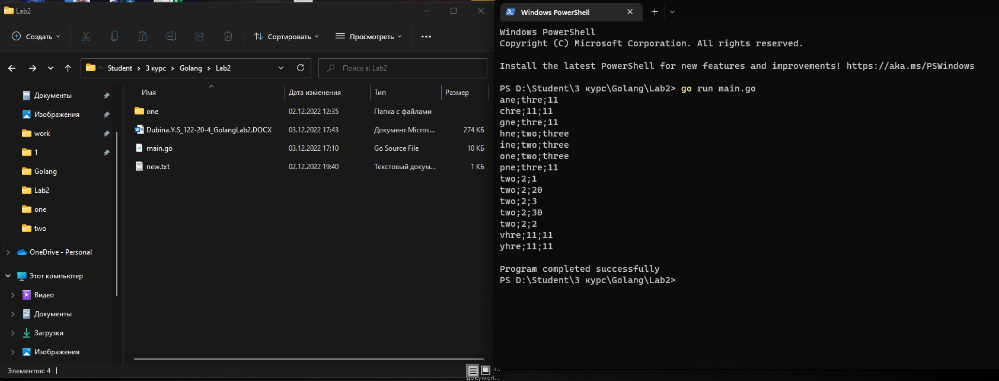 Lab2
Создать
Сортировать
Просмотреть
Student > 3 курс > Golang > Lab2
Поиск в: Lab2
Документы
Изображения
work
1
Golang
Lab2
one
two
OneDrive - Personal
Этот компьютер
Видео
Документы
Загрузки
Изображения
Имя Дата изменения Тип Размер
one 02.12.2022 12:35 Папка с файлами
Dubina.Y.S_122-20-4_GolangLab2.DOCX 03.12.2022 17:43 Документ Micros... 274 КБ
main.go 03.12.2022 17:10 Go Source File 10 КБ
new.txt 02.12.2022 19:40 Текстовый докум... 1 КБ
Элементов: 4
Windows PowerShell
Windows PowerShell
Copyright (C) Microsoft Corporation. All rights reserved.
Install the latest PowerShell for new features and improvements! https://aka.ms/PSWindows
PS D:\Student\3 курс\Golang\Lab2> go run main.go
ane;thre;11
chre;11;11
gne;thre;11
hne;two;three
ine;two;three
one;two;three
pne;thre;11
two;2;1
two;2;20
two;2;3
two;2;30
two;2;2
vhre;11;11
yhre;11;11
Program completed successfully
PS D:\Student\3 курс\Golang\Lab2>